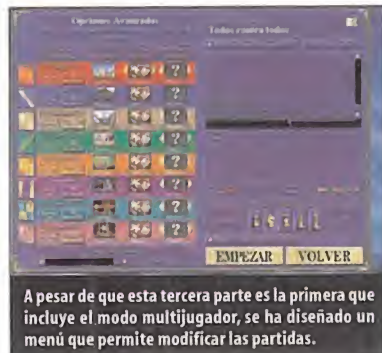 Opciones Avanzadas
Todos contra todos
?
?
?
?
?
?
?
?
EMPEZAR
VOLVER
A pesar de que esta tercera parte es la primera que
incluye el modo multijugador, se ha diseñado un
menú que permite modificar las partidas.